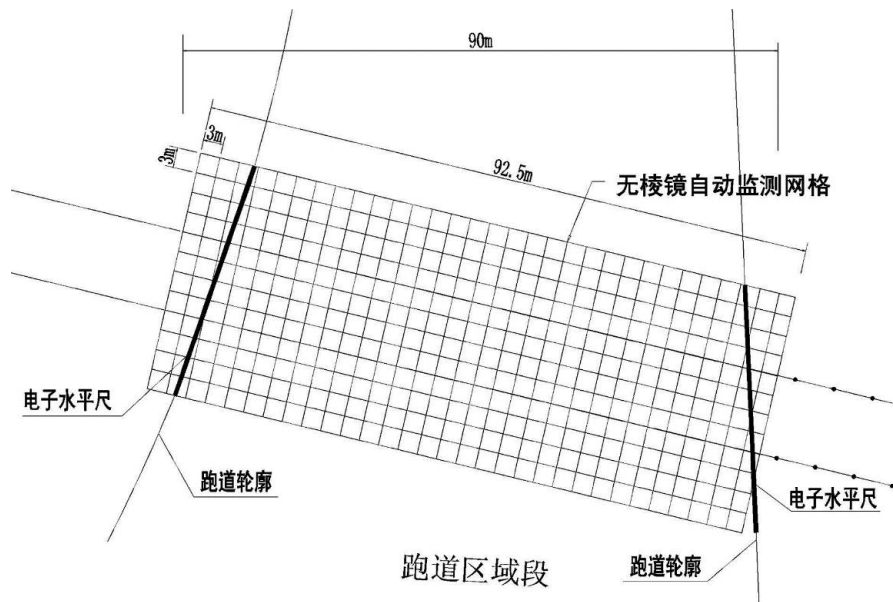 90m
3m
3m
92.5m
无棱镜自动监测网格
电子水平尺
跑道轮廓
电子水平尺
跑道区域段
跑道轮廓